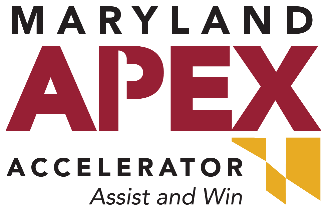 MARYLAND
APEX
ACCELERATOR
Assist and Win